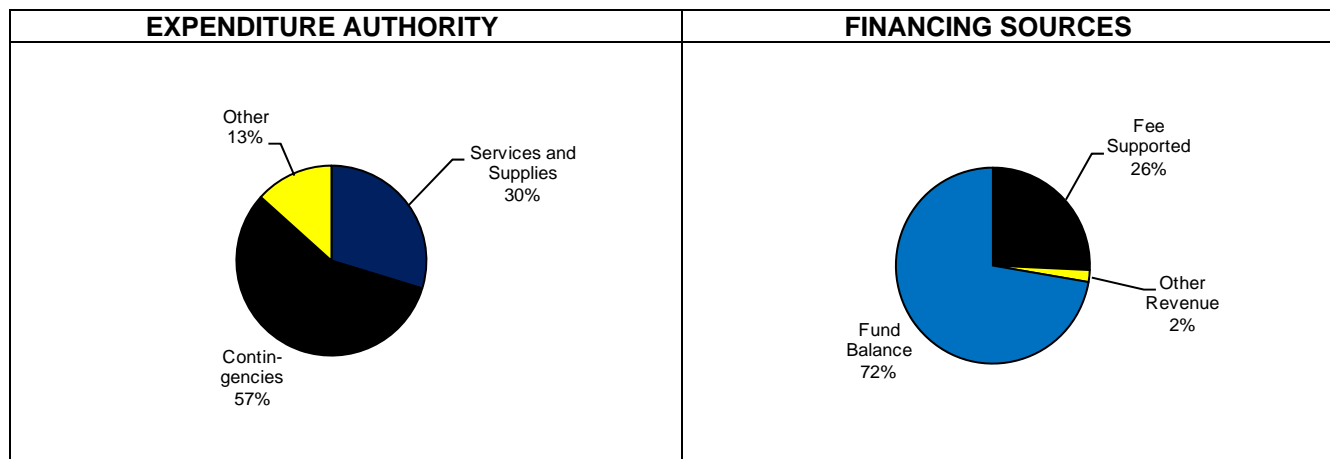 EXPENDITURE AUTHORITY
Other
13%
Services and
Supplies
30%
Contin-
gencies
57%
FINANCING SOURCES
Fee
Supported
26%
Other
Revenue
2%
Fund
Balance
72%